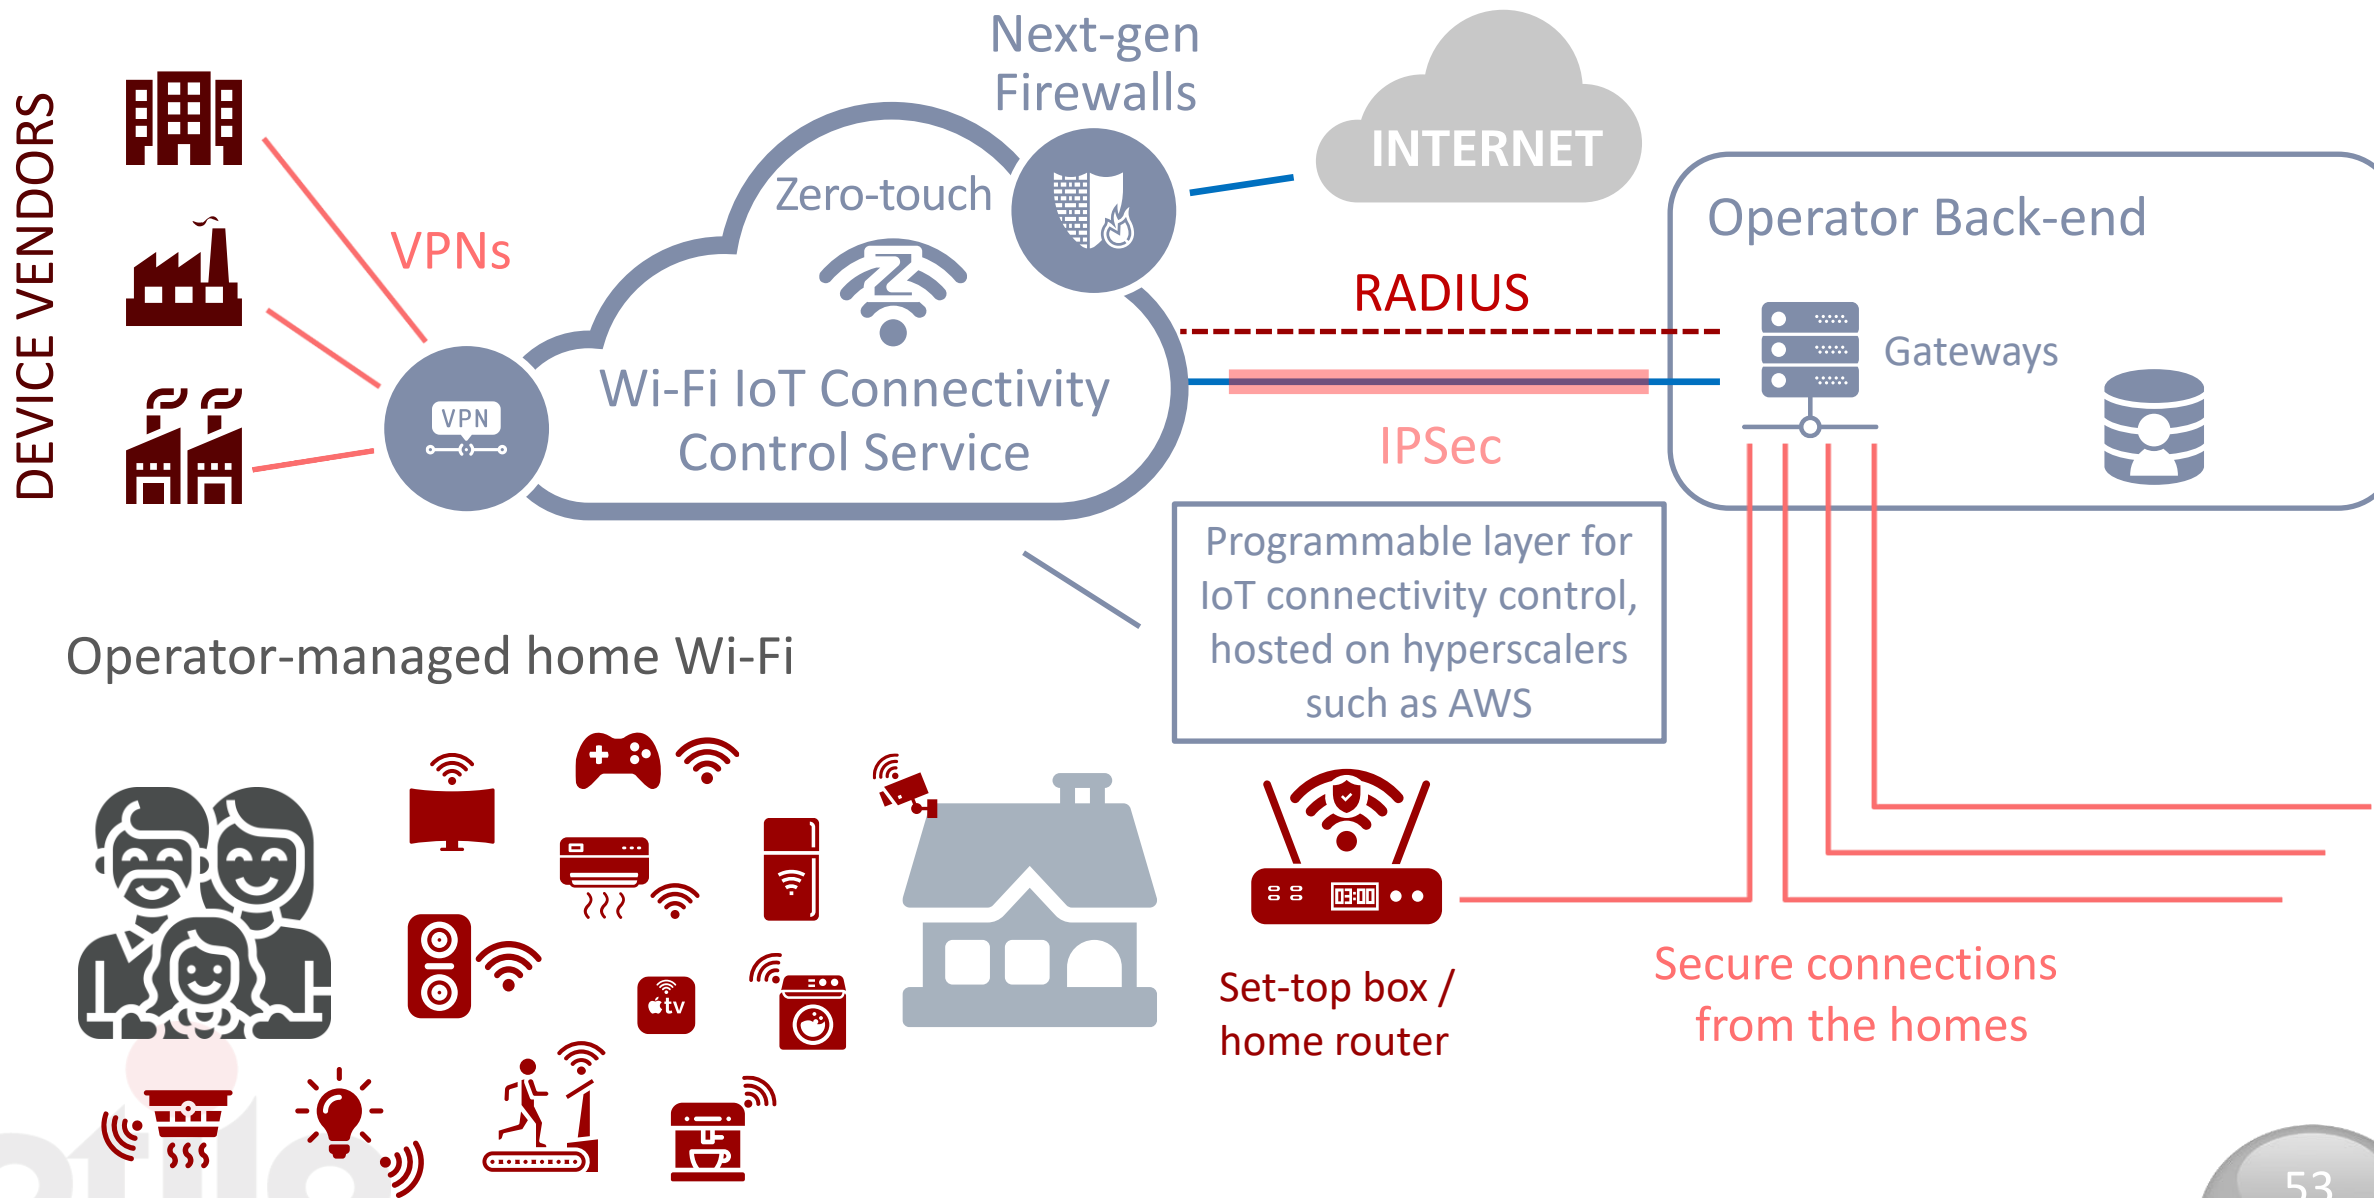 Next-gen
Firewalls
INTERNET
DEVICE VENDORS
VPNs
Zero-touch
Z
Operator Back-end
RADIUS
Gateways
VPN
Wi-Fi IoT Connectivity
Control Service
IPSec
Programmable layer for
IoT connectivity control,
hosted on hyperscalers
such as AWS
Operator-managed home Wi-Fi
03:00
tv
Set-top box /
home router
Secure connections
from the homes
53